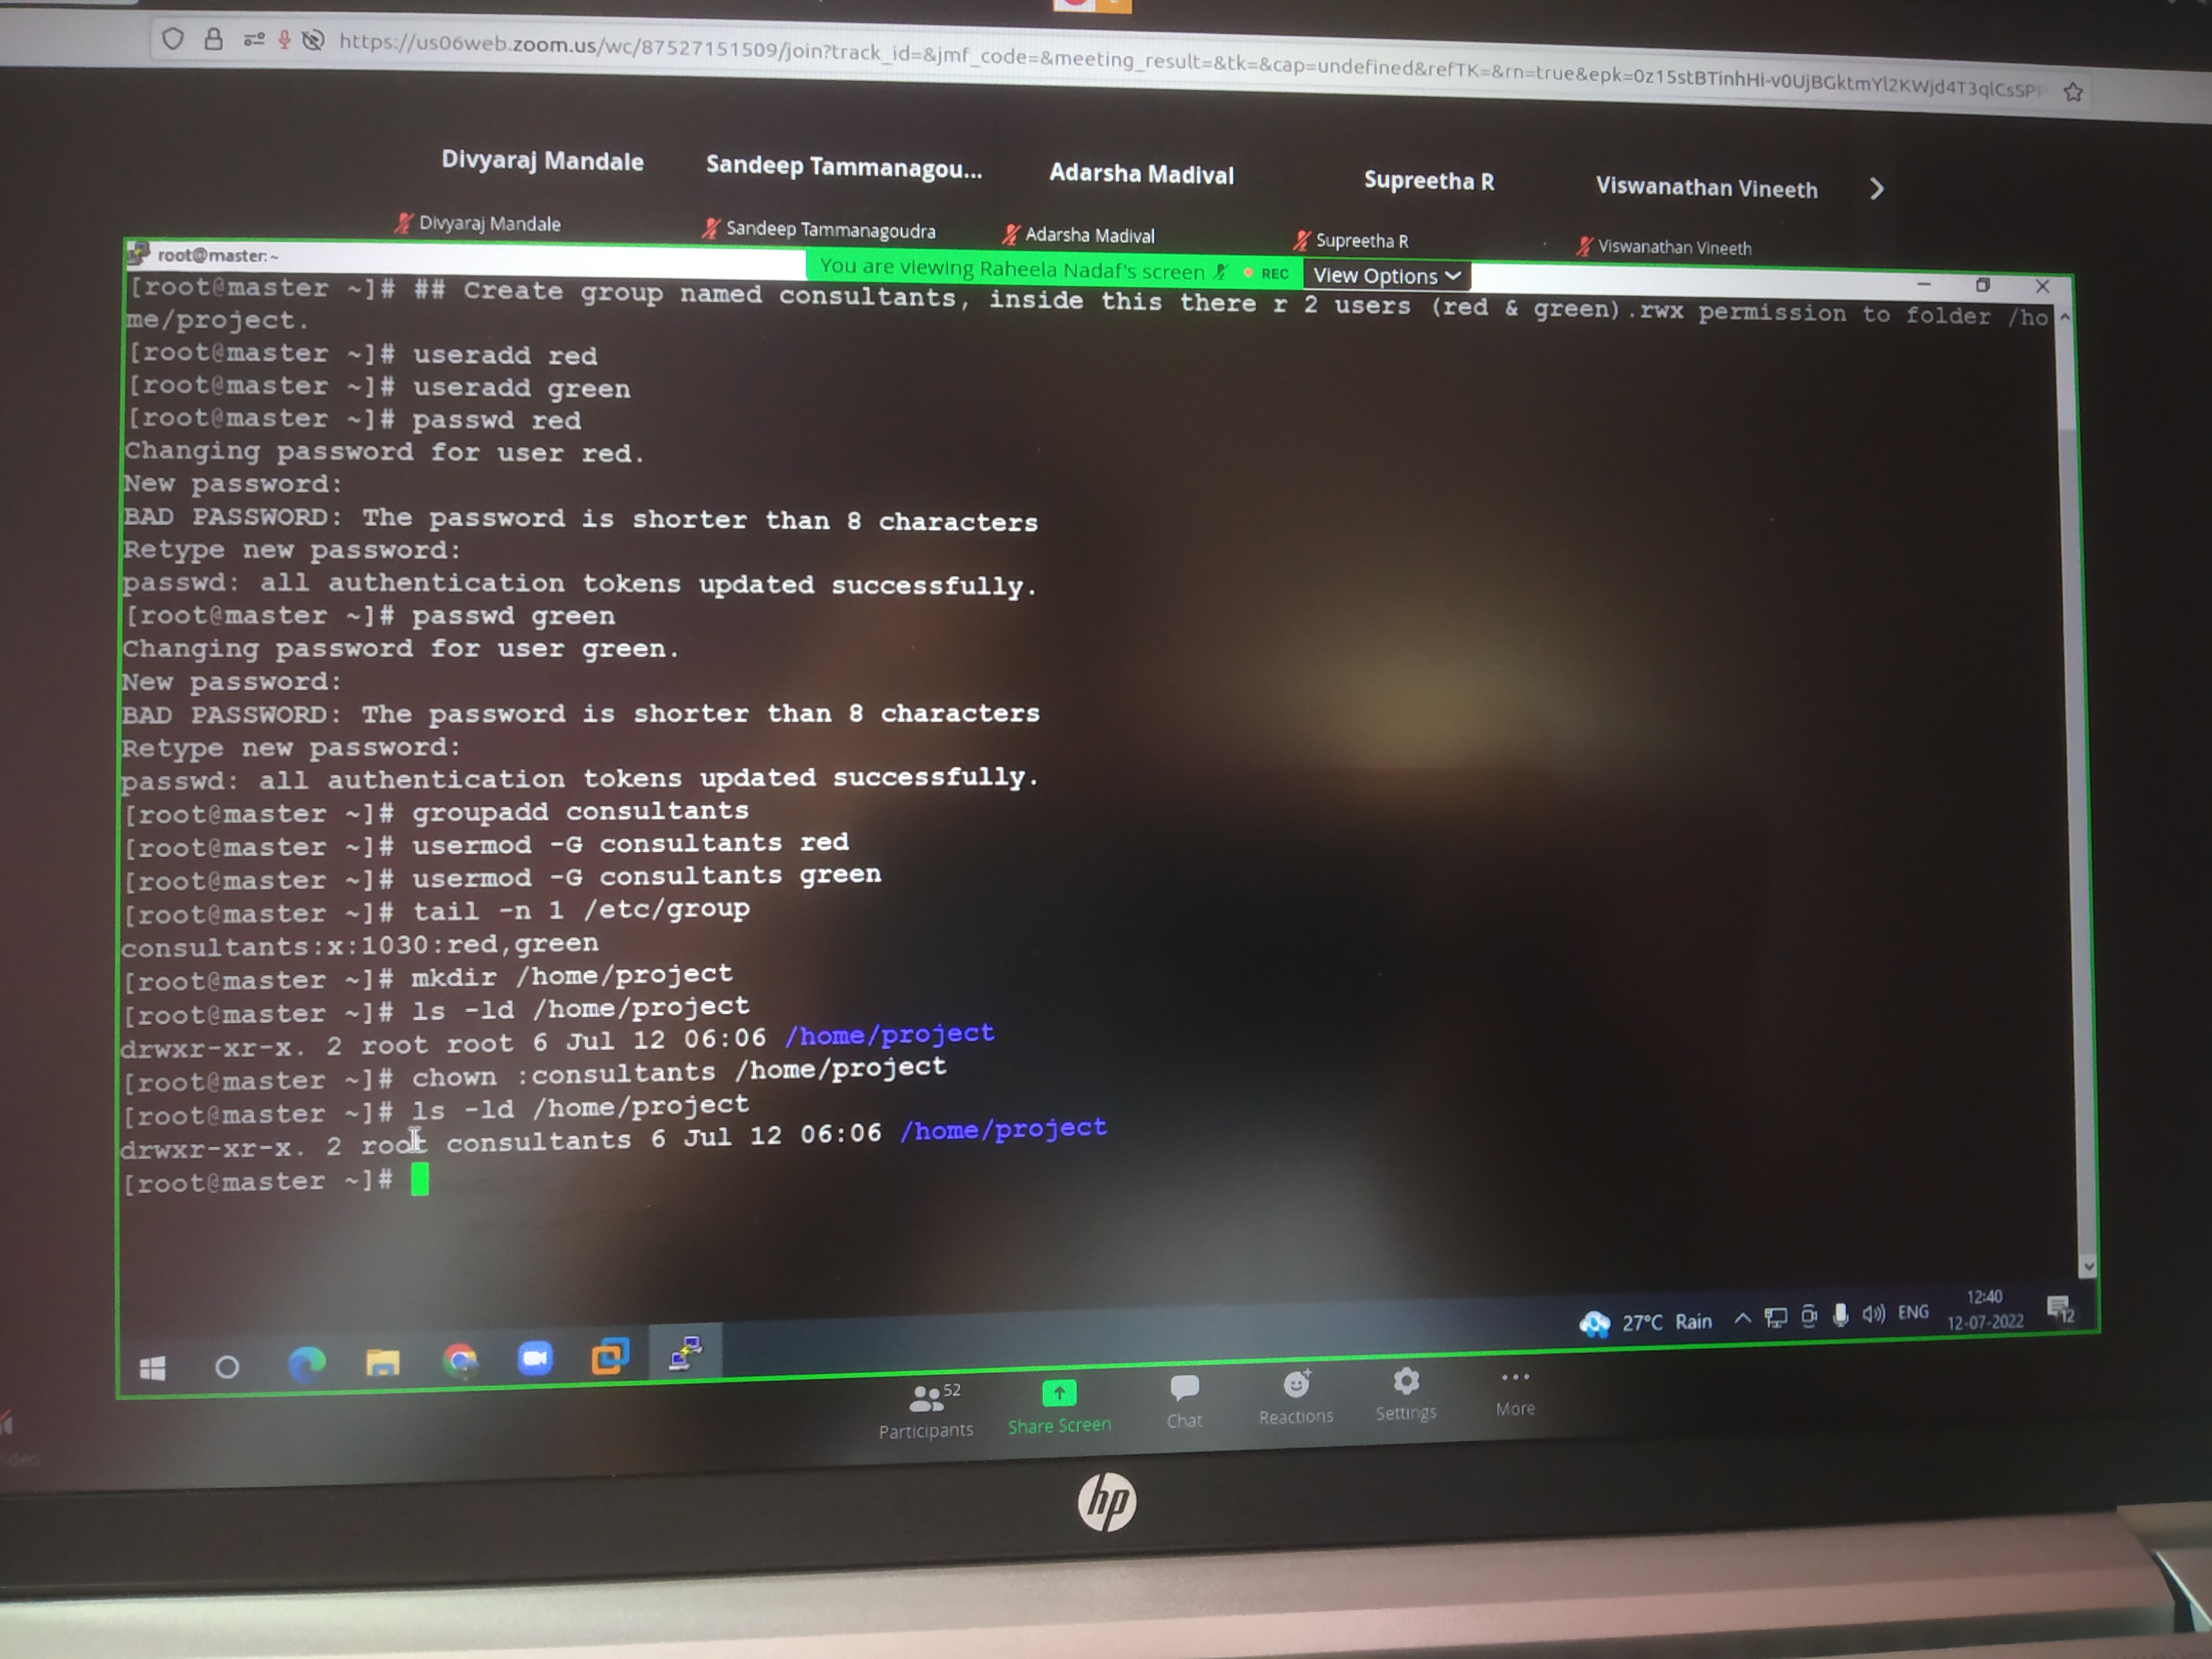 https://us06web.zoom.us/wc/87527151509/join?track_id=&jmf_code=&meeting_result=&tk=&cap=undefined&refTK=&rn=true&epk=0z15stBTinhHi-v0UjBGktmYl2KWjd4T3qlCsSPP
Divyaraj Mandale Sandeep Tammanagou... Adarsha Madival Supreetha R Viswanathan Vineeth
Divyaraj Mandale Sandeep Tammanagoudra Adarsha Madival Supreetha R Viswanathan Vineeth
root@master:~
You are viewing Raheela Nadaf's screen REC View Options
[root@master ~]# ## Create group named consultants, inside this there r 2 users (red & green).rwx permission to folder /ho
me/project.
[root@master ~]# useradd red
[root@master ~]# useradd green
[root@master ~]# passwd red
Changing password for user red.
New password:
BAD PASSWORD: The password is shorter than 8 characters
Retype new password:
passwd: all authentication tokens updated successfully.
[root@master ~]# passwd green
Changing password for user green.
New password:
BAD PASSWORD: The password is shorter than 8 characters
Retype new password:
passwd: all authentication tokens updated successfully.
[root@master ~]# groupadd consultants
[root@master ~]# usermod -G consultants red
[root@master ~]# usermod -G consultants green
[root@master ~]# tail -n 1 /etc/group
consultants:x:1030:red,green
[root@master ~]# mkdir /home/project
[root@master ~]# ls -ld /home/project
drwxr-xr-x. 2 root root 6 Jul 12 06:06 /home/project
[root@master ~]# chown :consultants /home/project
[root@master ~]# ls -ld /home/project
drwxr-xr-x. 2 root consultants 6 Jul 12 06:06 /home/project
[root@master ~]#
27°C Rain ENG 12:40
12-07-2022 12
52
Participants Share Screen Chat Reactions Settings More
hp